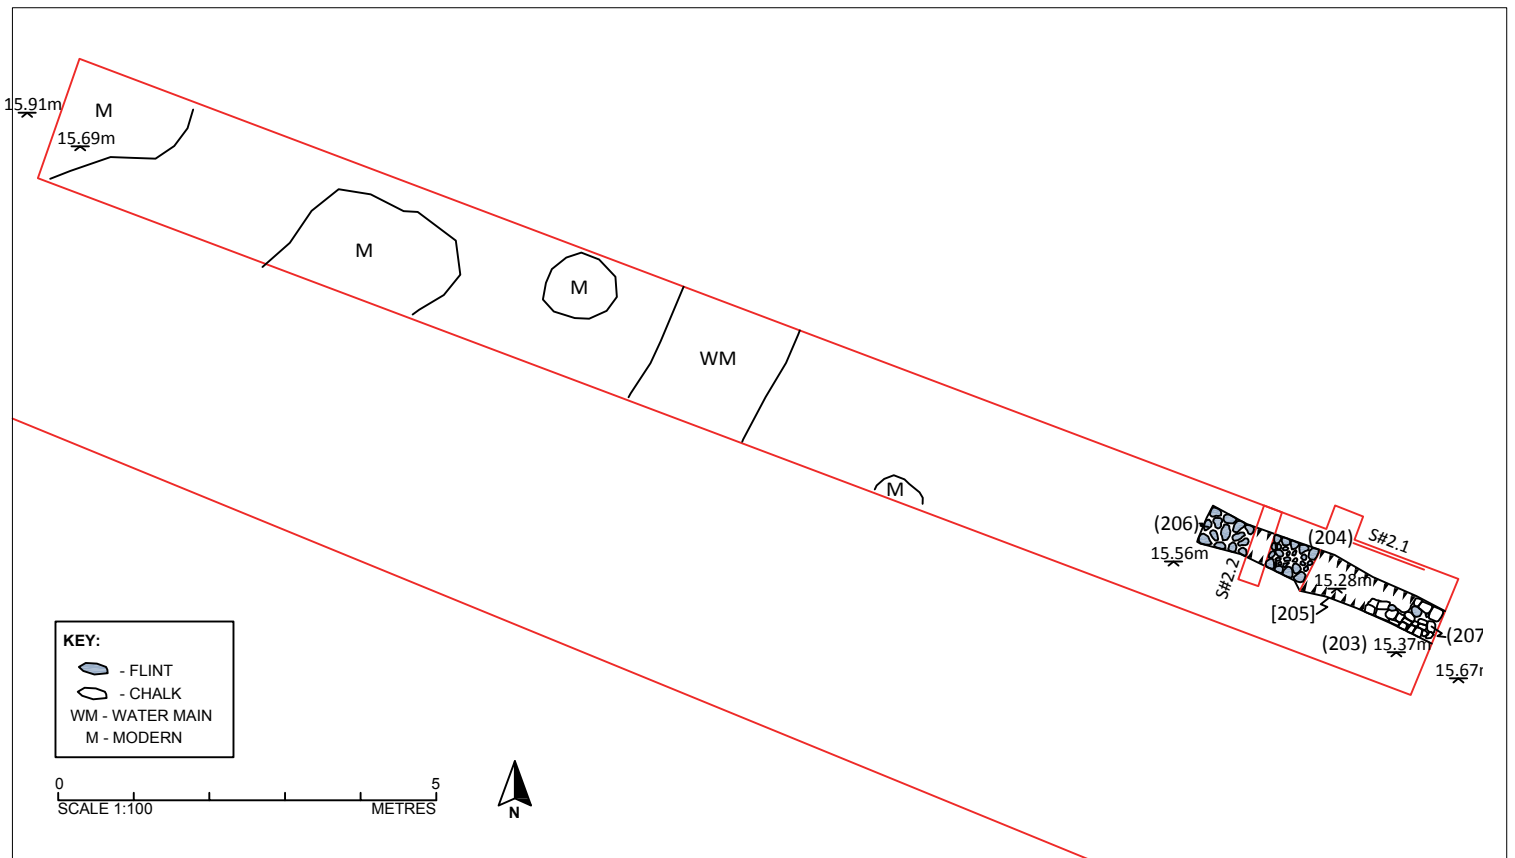 15.91m
M
15.69m
M
M
WM
M
(206)
15.56m
S#2.2
(204)
S#2.1
15.28m
[205]
(203)
15.37m
(207
15.67
KEY:
- FLINT
- CHALK
WM - WATER MAIN
M - MODERN
0 5
SCALE 1:100 METRES
N